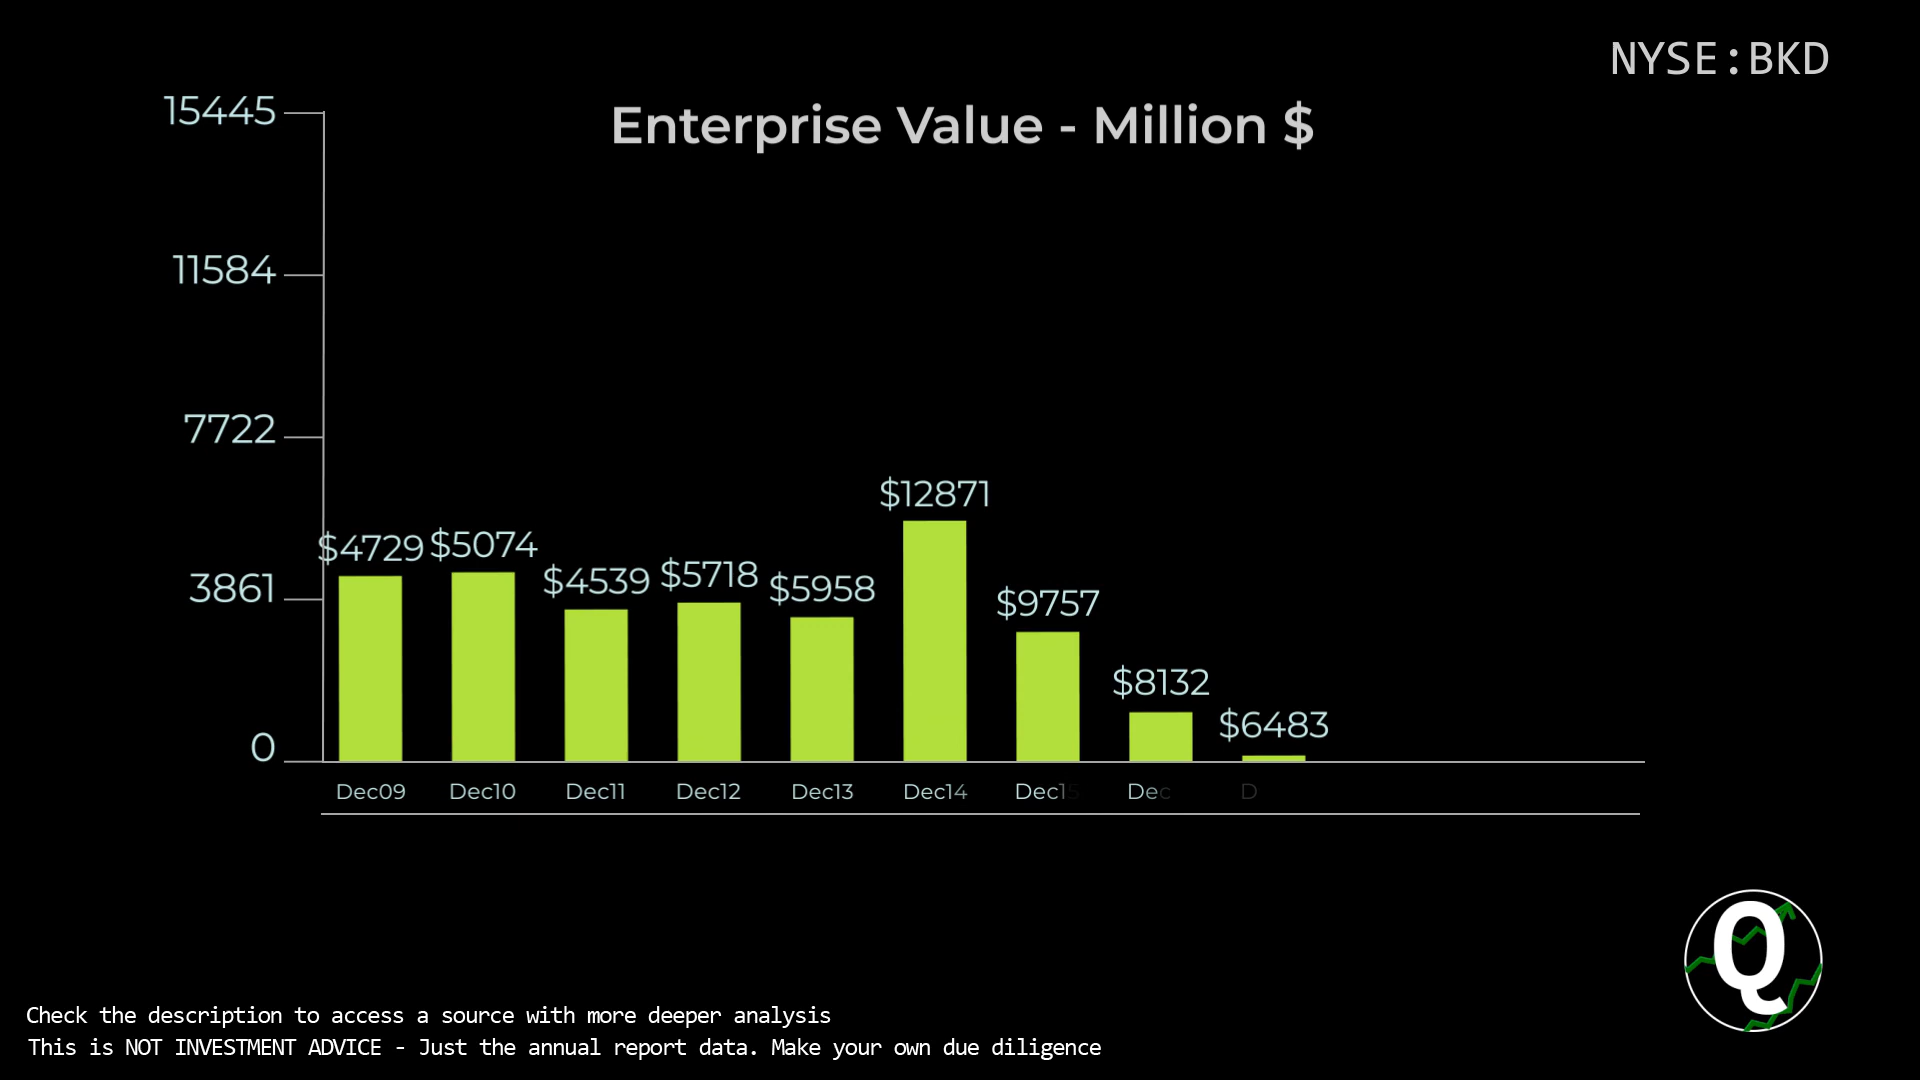 NYSE:BKD
Enterprise Value - Million $
15445
11584
7722
3861
0
$4729
$5074
$4539
$5718
$5958
$12871
$9757
$8132
$6483
Dec09
Dec10
Dec11
Dec12
Dec13
Dec14
Dec15
Dec
D
Q
Check the description to access a source with more deeper analysis
This is NOT INVESTMENT ADVICE - Just the annual report data. Make your own due diligence